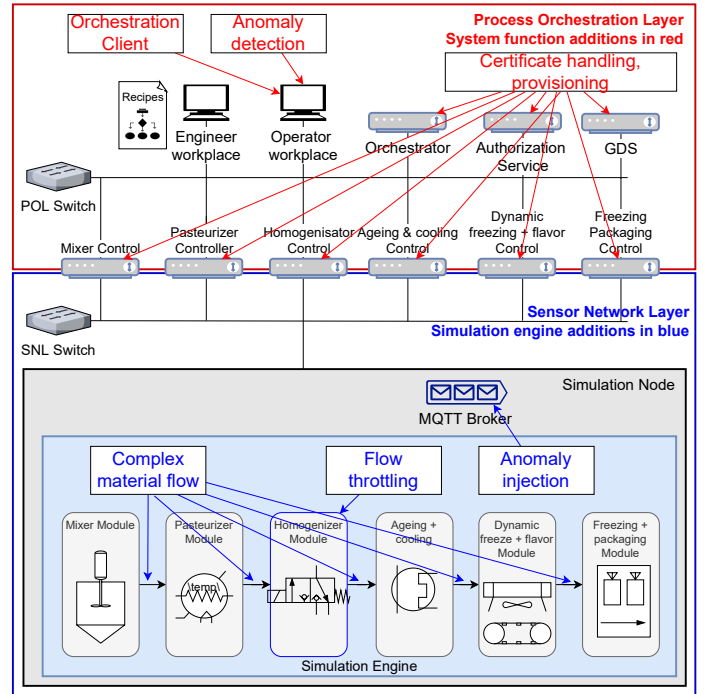 Process Orchestration Layer
System function additions in red
Orchestration
Client
Anomaly
detection
Certificate handling,
provisioning
Recipes
Engineer
workplace
Operator
workplace
Orchestrator
Authorization
Service
GDS
POL Switch
Mixer Control
Pasteurizer
Controller
Homogenisator
Control
Ageing & cooling
Control
Dynamic
freezing + flavor
Control
Freezing
Packaging
Control
Sensor Network Layer
Simulation engine additions in blue
SNL Switch
Simulation Node
MQTT Broker
Complex
material flow
Flow
throttling
Anomaly
injection
Mixer Module
Pasteurizer
Module
Homogenizer
Module
Ageing +
cooling
Dynamic
freeze + flavor
Module
Freezing +
packaging
Module
\temp\
Simulation Engine